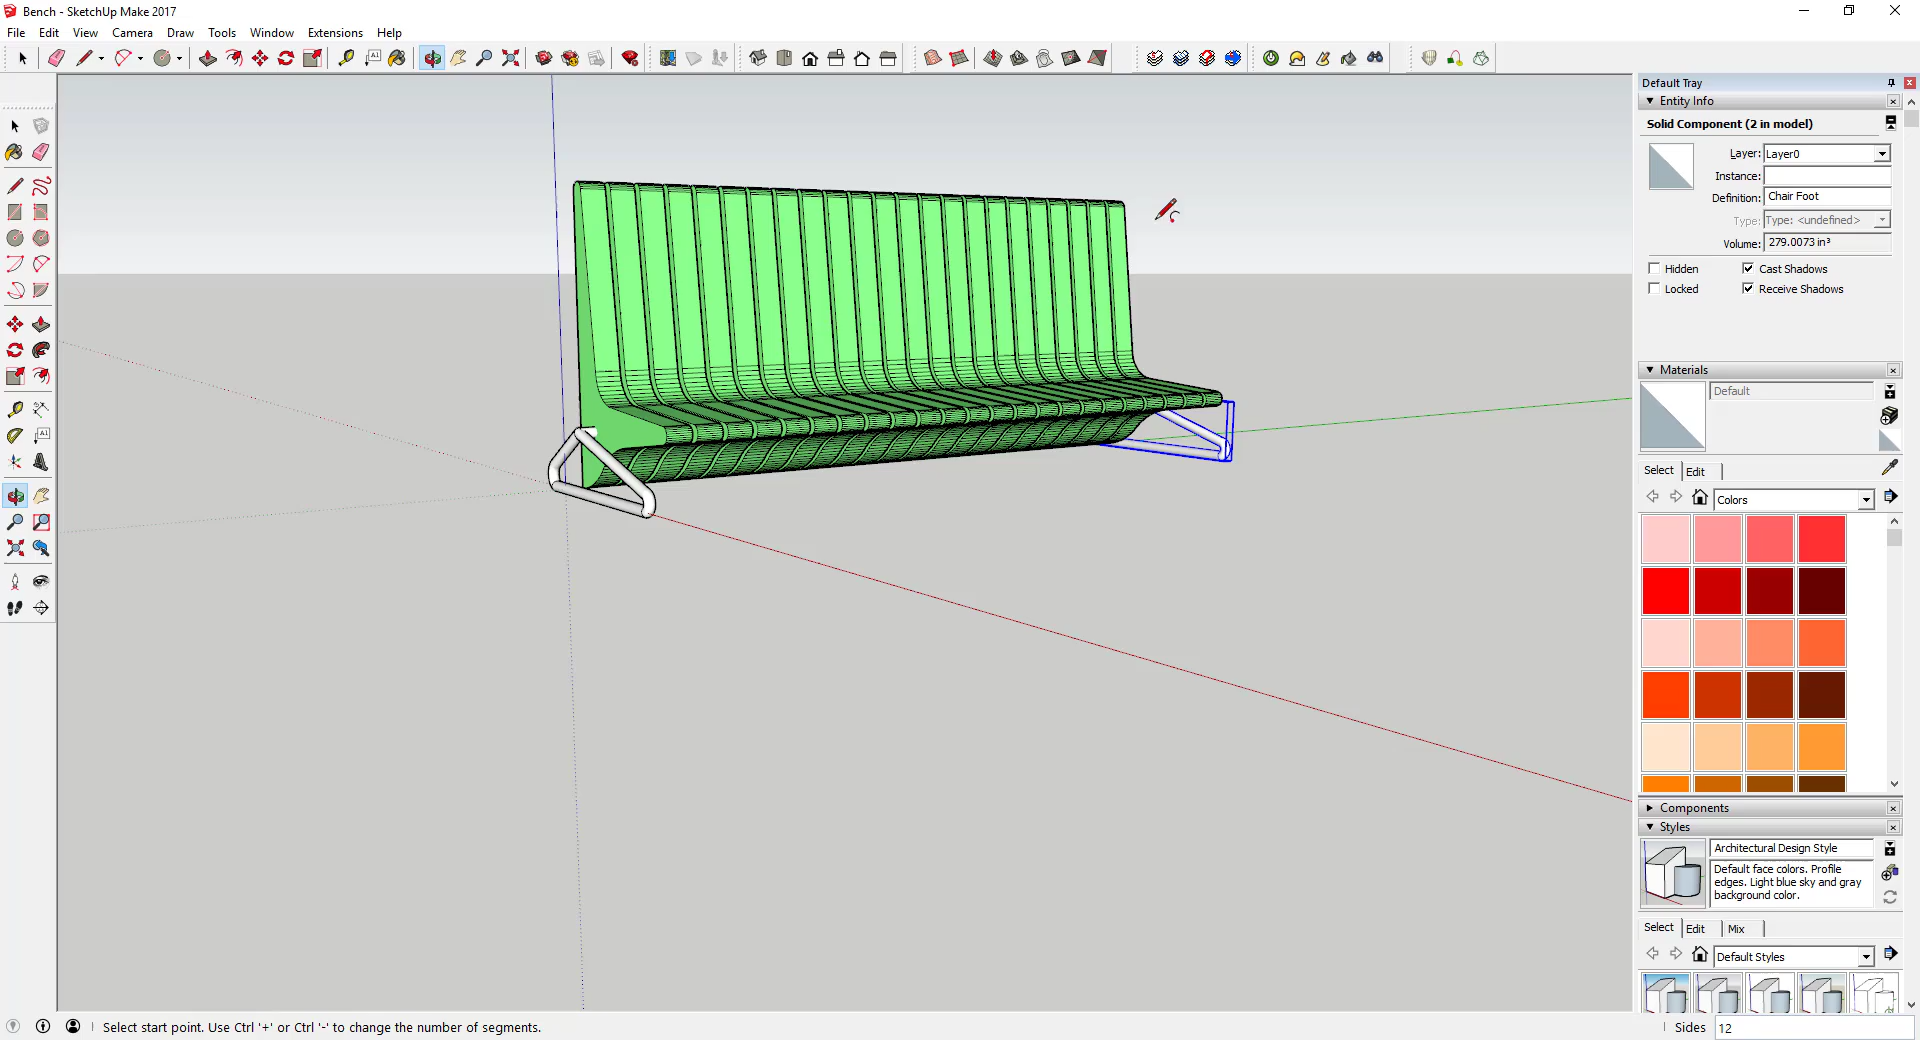 Bench - SketchUp Make 2017
File Edit View Camera Draw Tools Window Extensions Help
Default Tray
Entity Info
Solid Component (2 in model)
Layer: Layer0
Instance:
Definition: Chair Foot
Type: Type: <undefined>
Volume: 279.0073 in³
Hidden Cast Shadows
Locked Receive Shadows
Materials
Default
Select Edit
Colors
Components
Styles
Architectural Design Style
Default face colors. Profile
edges. Light blue sky and gray
background color.
Select Edit Mix
Default Styles
Select start point. Use Ctrl '+' or Ctrl '-' to change the number of segments.
Sides 12